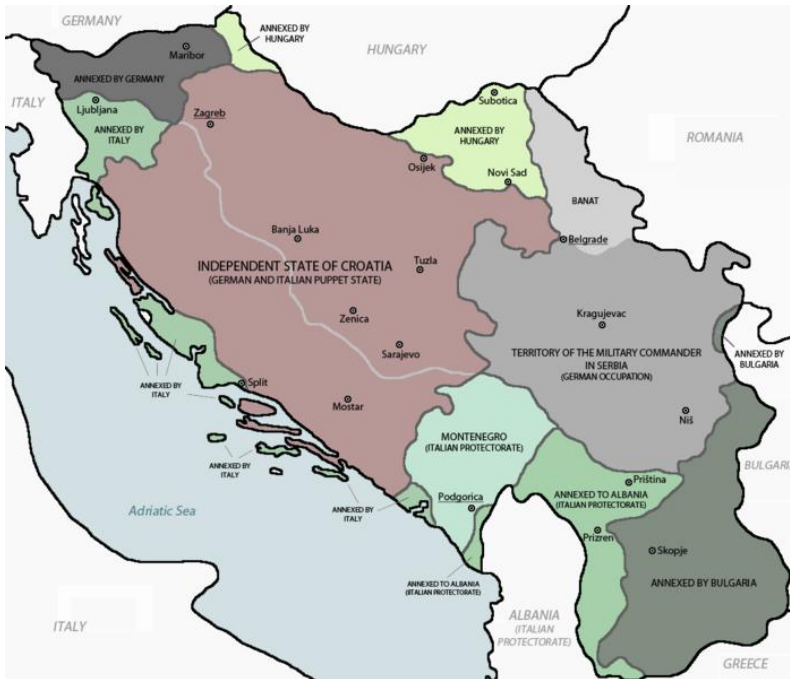 GERMANY
ANNEXED BY
HUNGARY
HUNGARY
Maribor
ANNEXED BY GERMANY
ITALY
Ljubljana
ANNEXED BY
ITALY
Zagreb
Subotica
ANNEXED BY
HUNGARY
ROMANIA
Osijek
Novi Sad
BANAT
Banja Luka
Belgrade
INDEPENDENT STATE OF CROATIA
(GERMAN AND ITALIAN PUPPET STATE)
Tuzla
Zenica
Kragujevac
Sarajevo
TERRITORY OF THE MILITARY COMMANDER
IN SERBIA
(GERMAN OCCUPATION)
ANNEXED BY
BULGARIA
ANNEXED BY
ITALY
Split
Mostar
Niš
MONTENEGRO
(ITALIAN PROTECTORATE)
BULGARI
ANNEXED BY
ITALY
Priština
ANNEXED TO ALBANIA
(ITALIAN PROTECTORATE)
Podgorica
ANNEXED BY
ITALY
Adriatic Sea
Prizren
Skopje
ANNEXED TO ALBANIA
(IITALIAN PROTECTORATE)
ANNEXED BY BULGARIA
ALBANIA
(ITALIAN
PROTECTORATE)
ITALY
GREECE